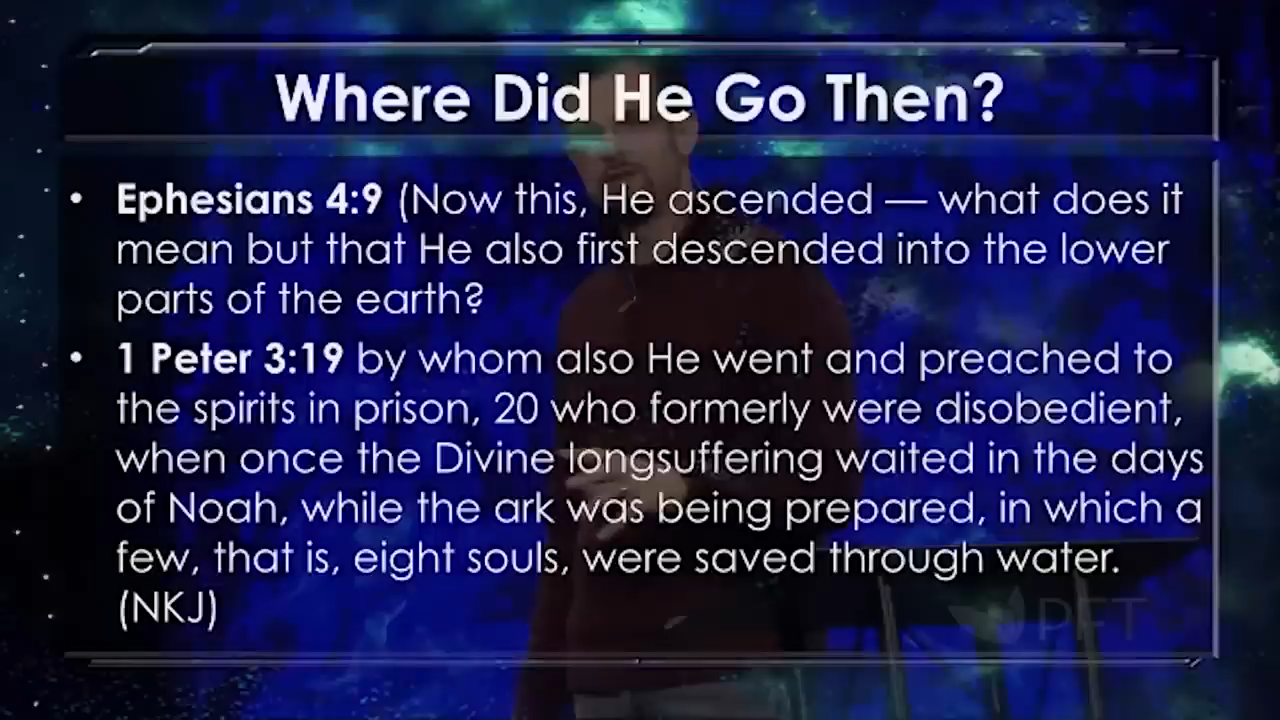 Where Did He Go Then?
• Ephesians 4:9 (Now this, He ascended — what does it
mean but that He also first descended into the lower
parts of the earth?
• 1 Peter 3:19 by whom also He went and preached to
the spirits in prison, 20 who formerly were disobedient,
when once the Divine longsuffering waited in the days
of Noah, while the ark was being prepared, in which a
few, that is, eight souls, were saved through water.
(NKJ)
PFT